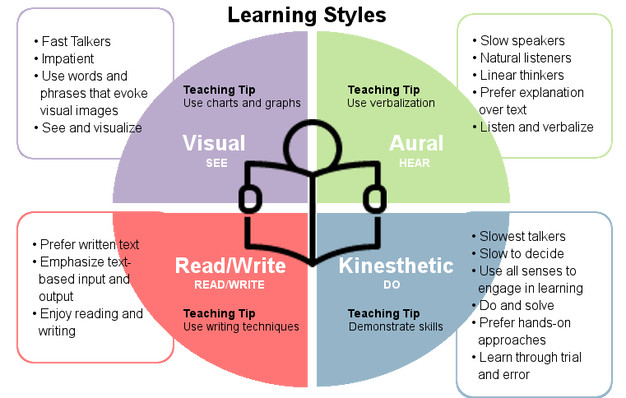 Learning Styles
• Fast Talkers
• Impatient
• Use words and
phrases that evoke
visual images
• See and visualize
Teaching Tip
Use charts and graphs
Visual
SEE
Teaching Tip
Use verbalization
Aural
HEAR
• Slow speakers
• Natural listeners
• Linear thinkers
• Prefer explanation
over text
• Listen and verbalize
• Prefer written text
• Emphasize text-
based input and
output
• Enjoy reading and
writing
Read/Write
READ/WRITE
Teaching Tip
Use writing techniques
Kinesthetic
DO
Teaching Tip
Demonstrate skills
• Slowest talkers
• Slow to decide
• Use all senses to
engage in learning
• Do and solve
• Prefer hands-on
approaches
• Learn through trial
and error